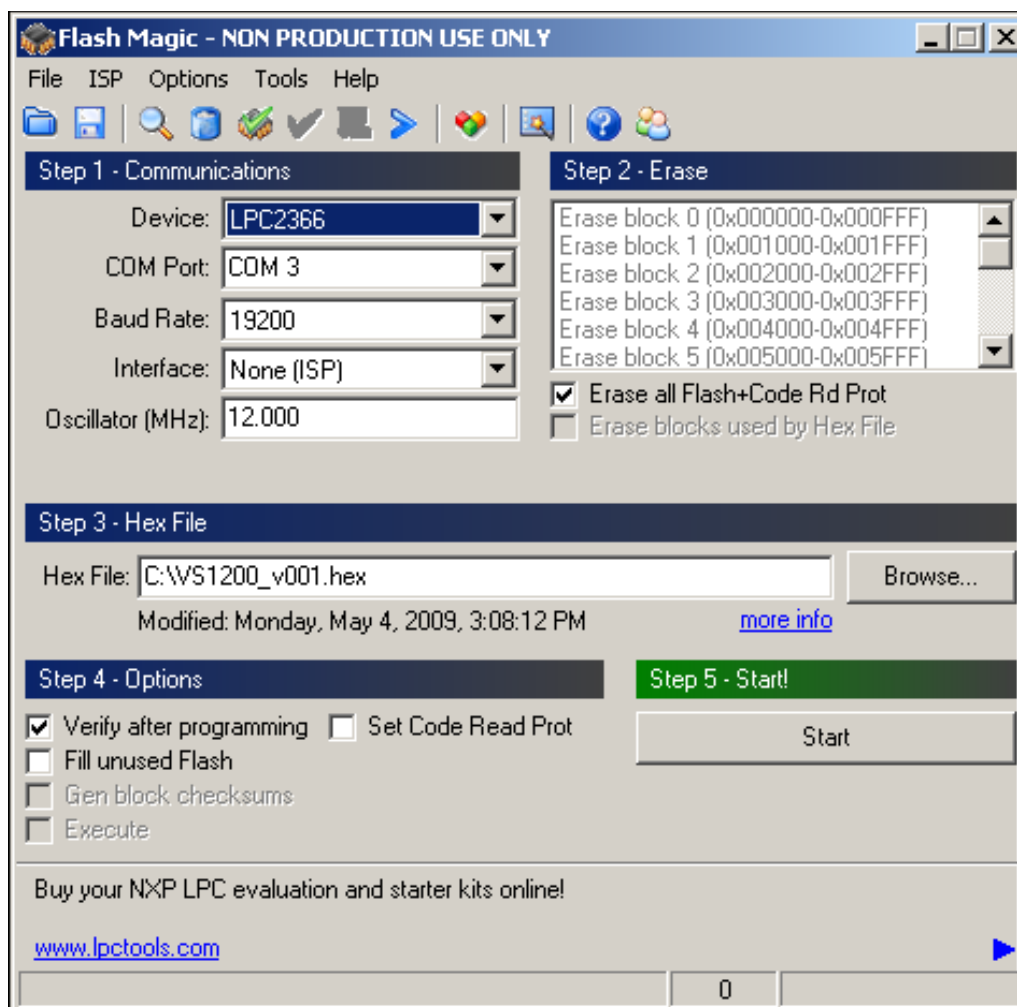 Flash Magic - NON PRODUCTION USE ONLY
File ISP Options Tools Help
Step 1 - Communications
Device: LPC2366
COM Port: COM 3
Baud Rate: 19200
Interface: None (ISP)
Oscillator (MHz): 12.000
Step 2 - Erase
Erase block 0 (0x000000-0x000FFF)
Erase block 1 (0x001000-0x001FFF)
Erase block 2 (0x002000-0x002FFF)
Erase block 3 (0x003000-0x003FFF)
Erase block 4 (0x004000-0x004FFF)
Erase block 5 (0x005000-0x005FFF)
Erase all Flash+Code Rd Prot
Erase blocks used by Hex File
Step 3 - Hex File
Hex File: C:\VS1200_v001.hex Browse...
Modified: Monday, May 4, 2009, 3:08:12 PM more info
Step 4 - Options
Verify after programming Set Code Read Prot
Fill unused Flash
Gen block checksums
Execute
Step 5 - Start!
Start
Buy your NXP LPC evaluation and starter kits online!
www.lpctools.com
0